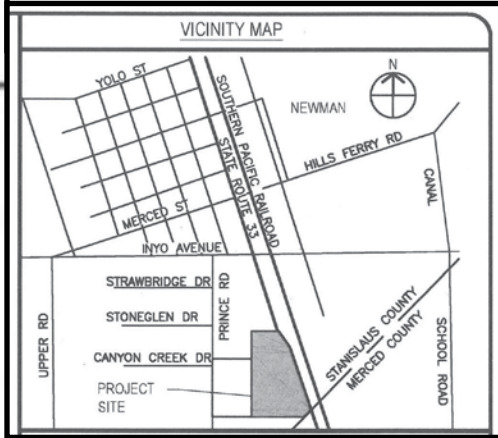 VICINITY MAP
YOLO ST
SOUTHERN PACIFIC RAILROAD
STATE ROUTE 33
NEWMAN
N
HILLS FERRY RD
CANAL
MERCED ST
INYO AVENUE
STRAWBRIDGE DR
STONEGLEN DR
CANYON CREEK DR
PRINCE RD
UPPER RD
PROJECT
SITE
STANISLAUS COUNTY
MERCED COUNTY
SCHOOL ROAD